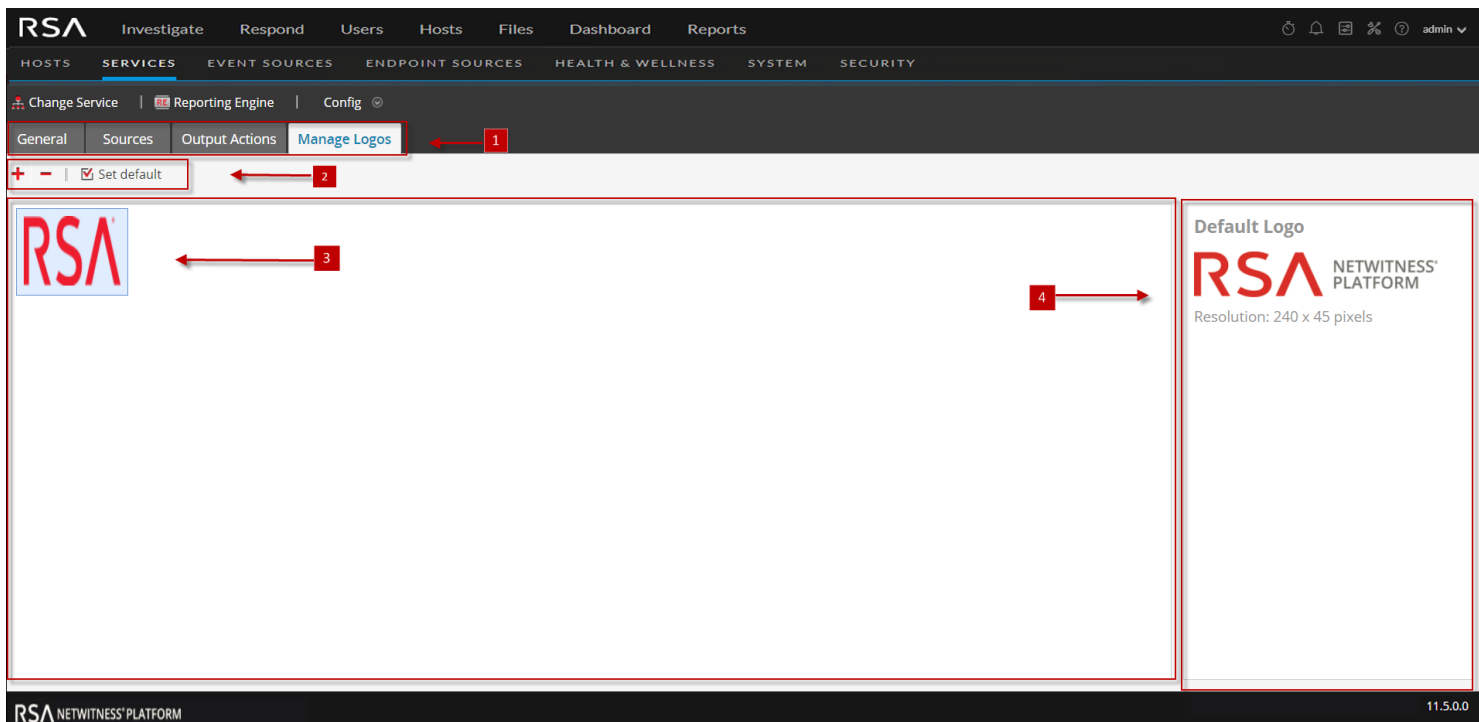 RSA Investigate Respond Users Hosts Files Dashboard Reports admin
HOSTS SERVICES EVENT SOURCES ENDPOINT SOURCES HEALTH & WELLNESS SYSTEM SECURITY
Change Service | RE Reporting Engine | Config
General Sources Output Actions Manage Logos 1
+ - | Set default 2
RSA
3
4
Default Logo
RSA NETWITNESS®
PLATFORM
Resolution: 240 x 45 pixels
RSA NETWITNESS® PLATFORM 11.5.0.0